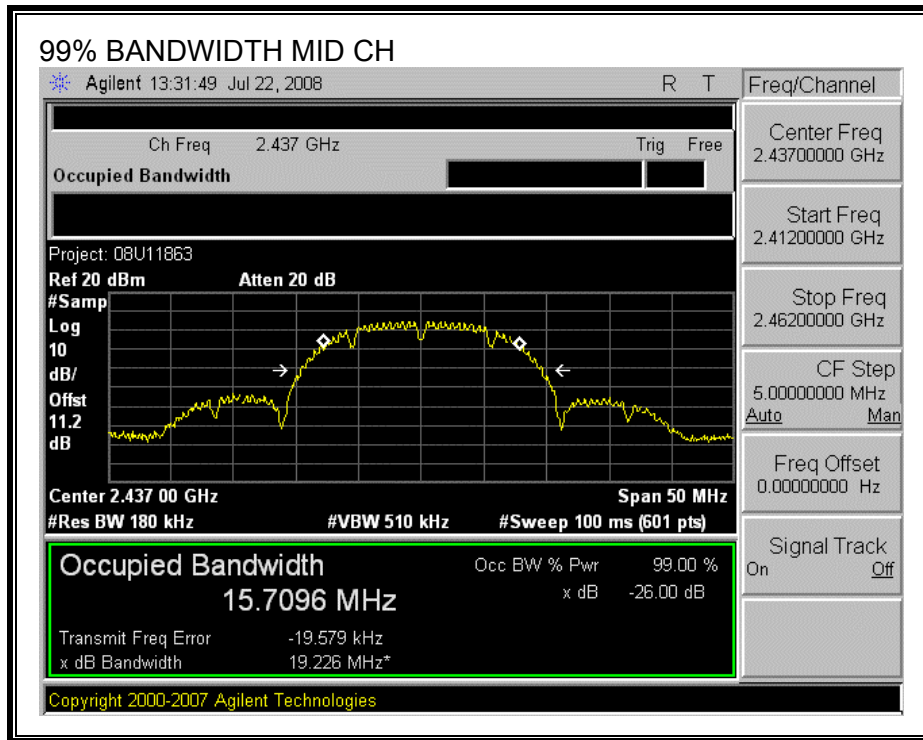 99% BANDWIDTH MID CH
Agilent 13:31:49 Jul 22, 2008 R T
Freq/Channel
Ch Freq 2.437 GHz Trig Free
Occupied Bandwidth
Center Freq
2.43700000 GHz
Start Freq
2.41200000 GHz
Stop Freq
2.46200000 GHz
CF Step
5.00000000 MHz
Auto Man
Freq Offset
0.00000000 Hz
Signal Track
On Off
Project: 08U11863
Ref 20 dBm Atten 20 dB
#Samp
Log
10
dB/
Offst
11.2
dB
Center 2.437 00 GHz Span 50 MHz
#Res BW 180 kHz #VBW 510 kHz #Sweep 100 ms (601 pts)
Occupied Bandwidth Occ BW % Pwr 99.00 %
15.7096 MHz x dB -26.00 dB
Transmit Freq Error -19.579 kHz
x dB Bandwidth 19.226 MHz*
Copyright 2000-2007 Agilent Technologies